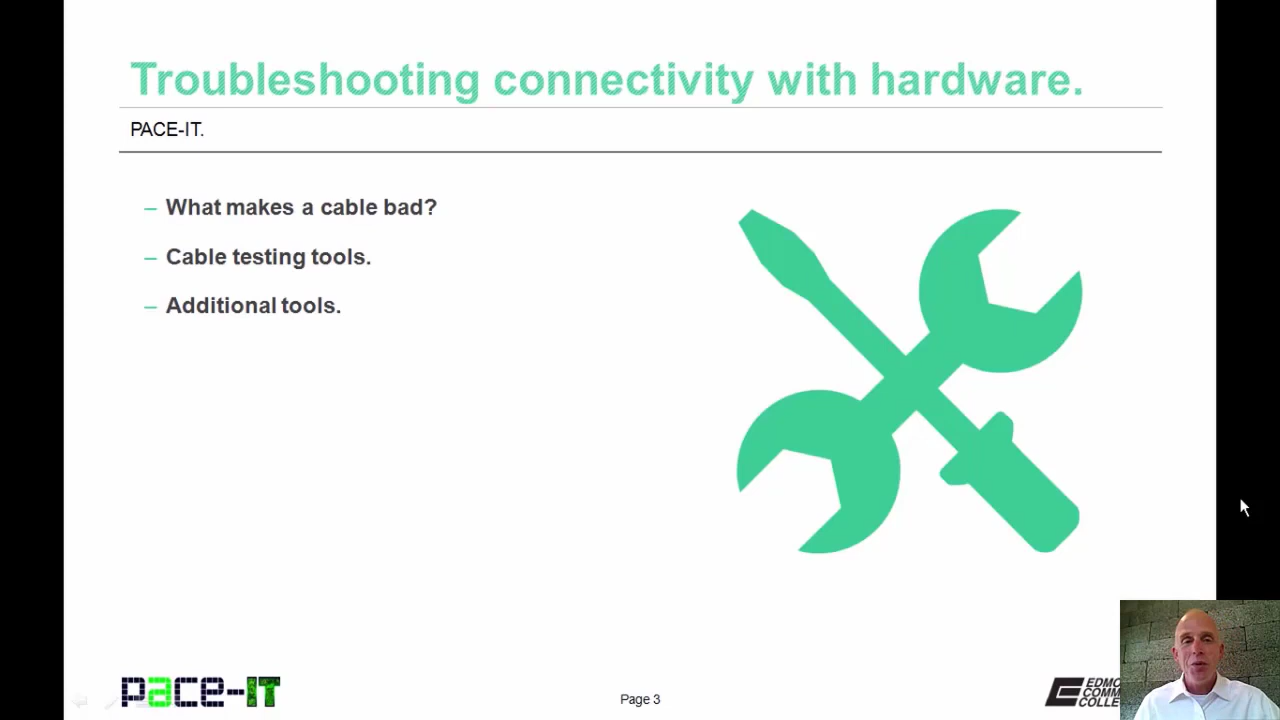 Troubleshooting connectivity with hardware.
PACE-IT.
– What makes a cable bad?
– Cable testing tools.
– Additional tools.
pace-IT
Page 3